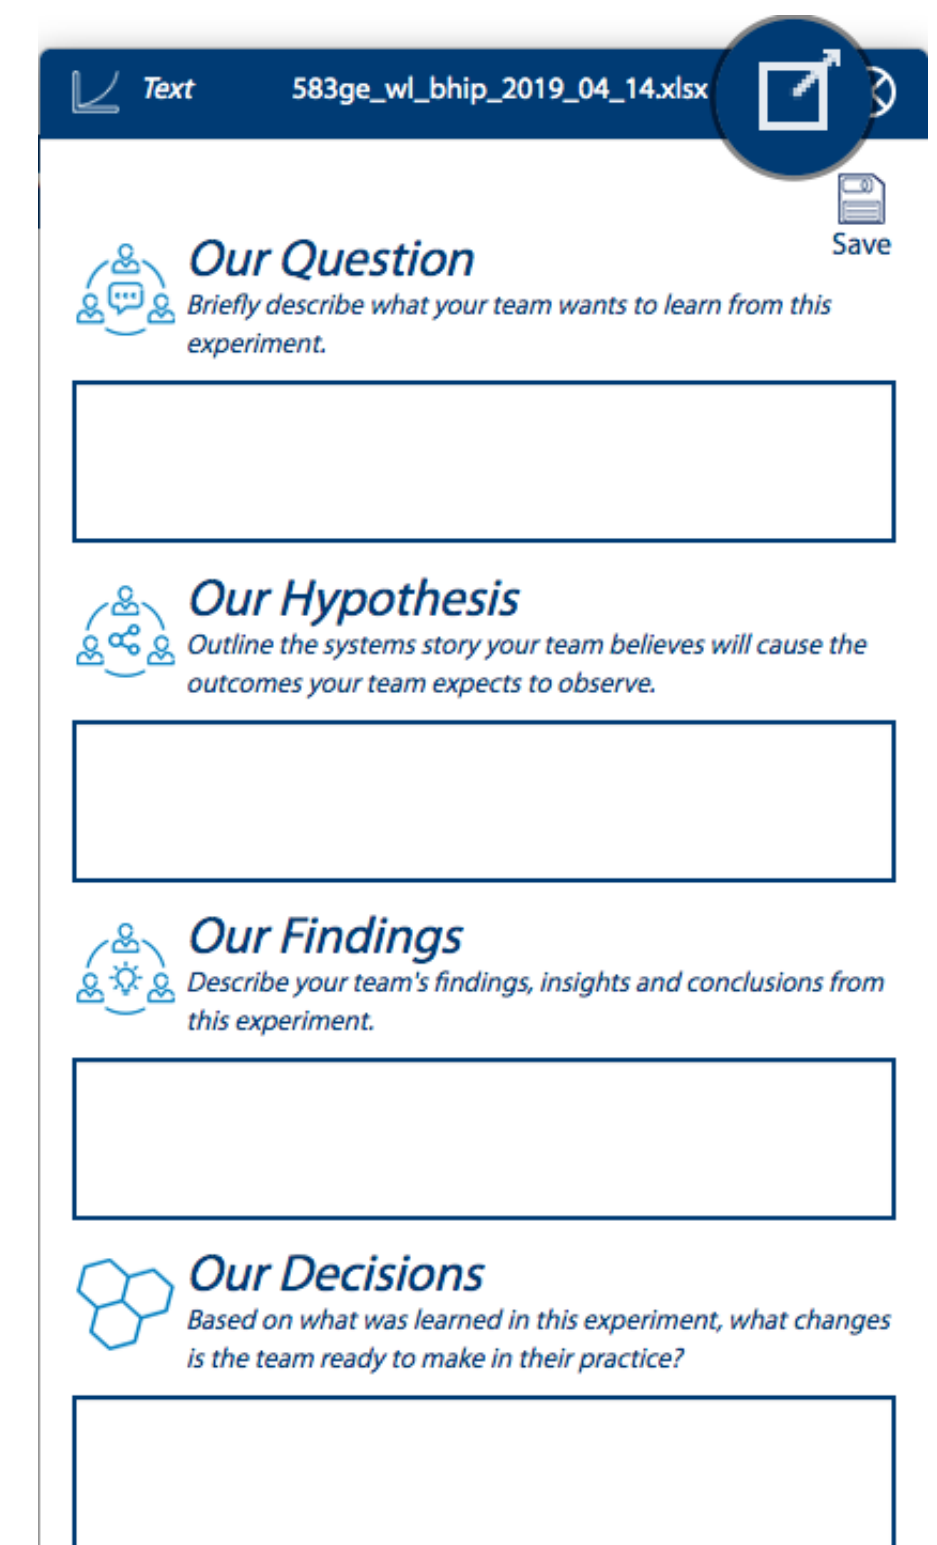 Text 583ge_wl_bhip_2019_04_14.xlsx
Save
Our Question
Briefly describe what your team wants to learn from this
experiment.
Our Hypothesis
Outline the systems story your team believes will cause the
outcomes your team expects to observe.
Our Findings
Describe your team's findings, insights and conclusions from
this experiment.
Our Decisions
Based on what was learned in this experiment, what changes
is the team ready to make in their practice?